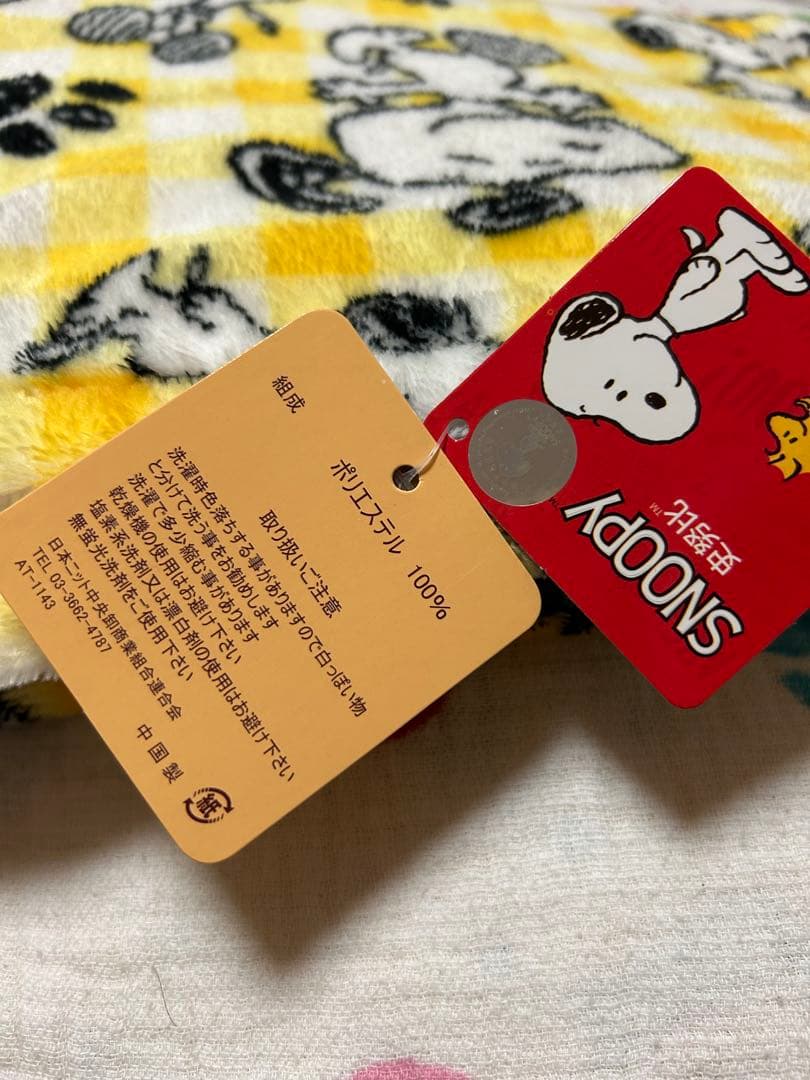 組成
ポリエステル 100%
取り扱いご注意
洗濯時色落ちする事がありますので白っぽい物
と分けて洗う事をお勧めします
洗濯で多少縮む事があります
乾燥機の使用はお避け下さい
塩素系洗剤又は漂白剤の使用はお避け下さい
無蛍光洗剤をご使用下さい
日本ニット中央卸商業組合連合会
TEL 03-3662-4787
AT-1143
中国製
紙
SNOOPY
史努比™